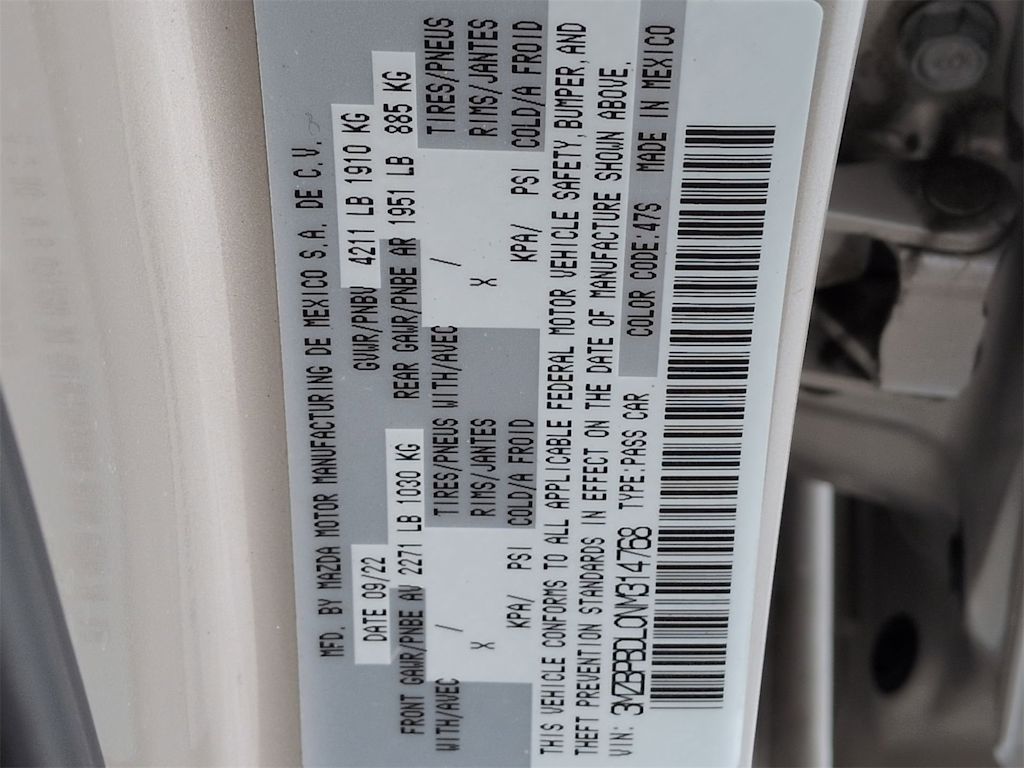 MFD. BY MAZDA MOTOR MANUFACTURING DE MEXICO S.A. DE C.V.
DATE 09/22 GVWR/PNBV 4211 LB 1910 KG
FRONT GAWR/PNBE AV 2271 LB 1030 KG REAR GAWR/PNBE AR 1951 LB 885 KG
WITH/AVEC / TIRES/PNEUS WITH/AVEC / TIRES/PNEUS
X RIMS/JANTES X RIMS/JANTES
KPA/ PSI COLD/A FROID KPA/ PSI COLD/A FROID
THIS VEHICLE CONFORMS TO ALL APPLICABLE FEDERAL MOTOR VEHICLE SAFETY, BUMPER, AND
THEFT PREVENTION STANDARDS IN EFFECT ON THE DATE OF MANUFACTURE SHOWN ABOVE.
VIN: 3MZBPBDL0NM314768 TYPE:PASS CAR COLOR CODE:47S MADE IN MEXICO